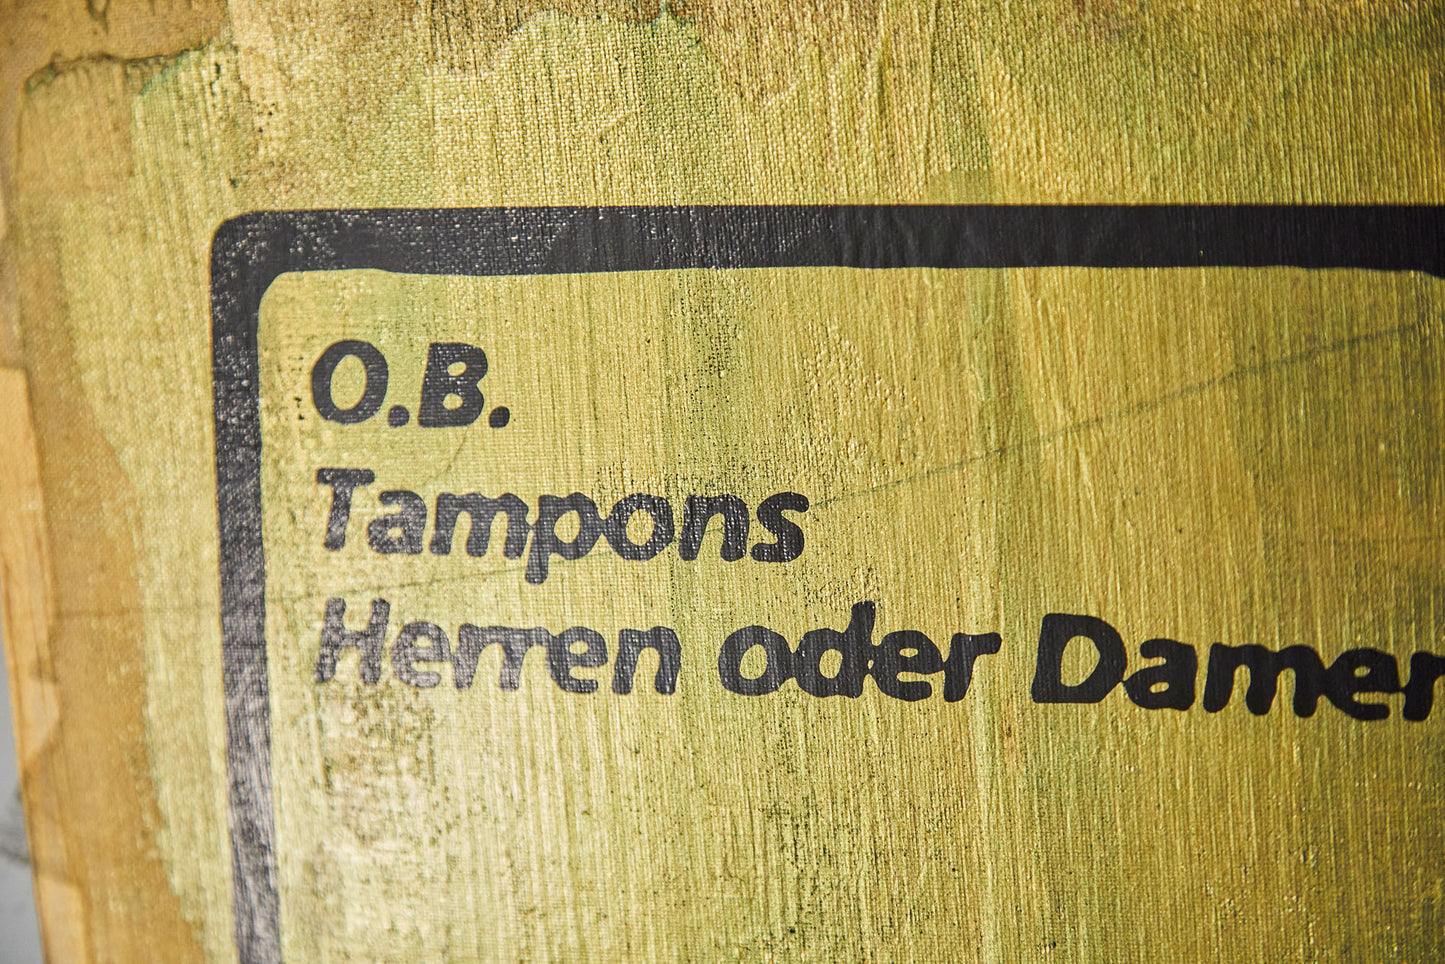 O.B.
Tampons
Herren oder Damen